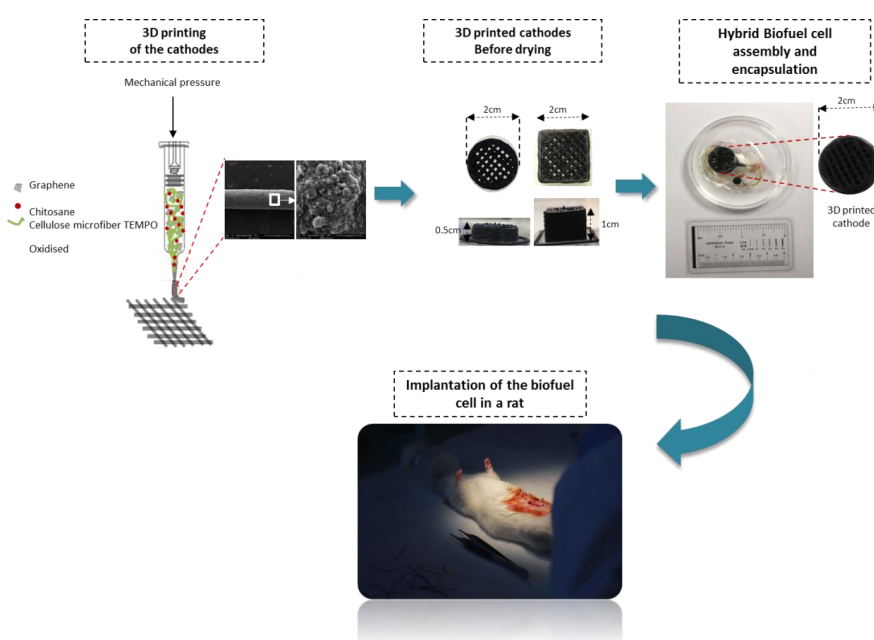 3D printing
of the cathodes
Mechanical pressure
Graphene
Chitosane
Cellulose microfiber TEMPO
Oxidised
3D printed cathodes
Before drying
2cm
2cm
0.5cm
1cm
Hybrid Biofuel cell
assembly and
encapsulation
2cm
3D printed
cathode
Implantation of the biofuel
cell in a rat